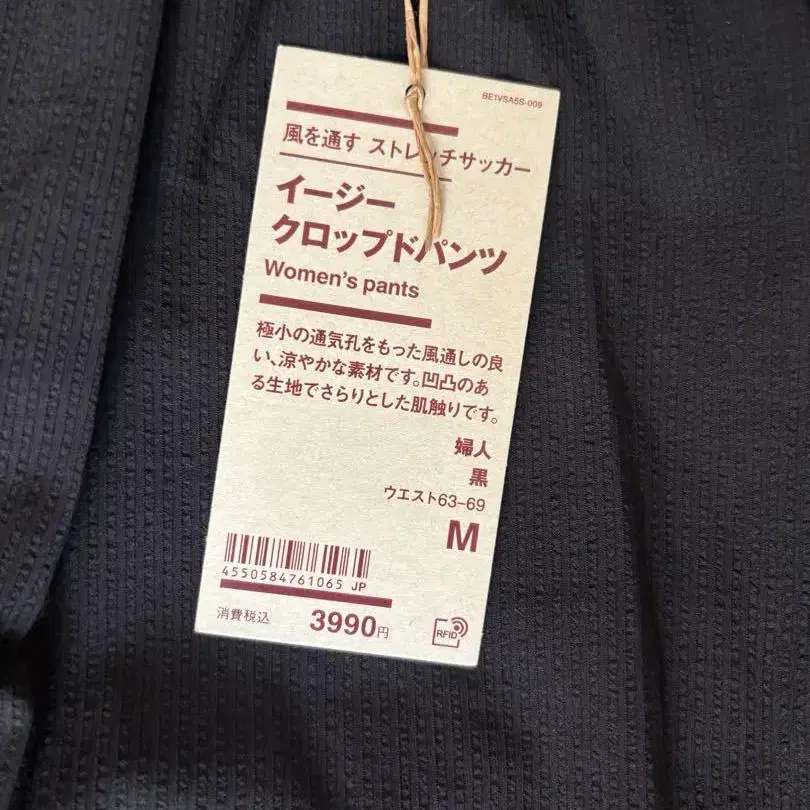 BE1VSA5S-009
風を通す ストレッチサッカー
イージー
クロップドパンツ
Women's pants
極小の通気孔をもった風通しの良
い、涼やかな素材です。凹凸のあ
る生地でさらりとした肌触りです。
婦人
黒
ウエスト63-69
M
4550584761065 JP
消費税込 3990円
RFID